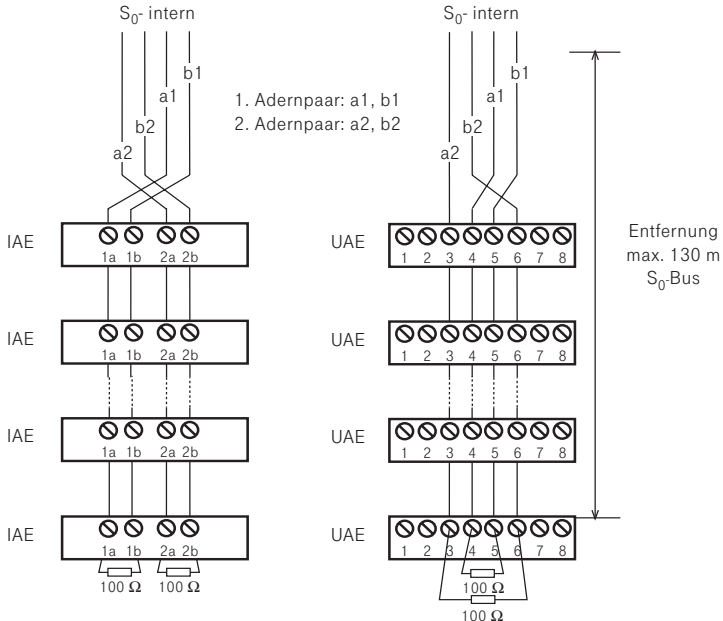 S₀- intern
S₀- intern
b1
b1
a1
a1
1. Adernpaar: a1, b1
2. Adernpaar: a2, b2
b2
b2
a2
a2
IAE
1a 1b 2a 2b
UAE
1 2 3 4 5 6 7 8
Entfernung
max. 130 m
S₀-Bus
IAE
1a 1b 2a 2b
UAE
1 2 3 4 5 6 7 8
IAE
1a 1b 2a 2b
UAE
1 2 3 4 5 6 7 8
IAE
1a 1b 2a 2b
UAE
1 2 3 4 5 6 7 8
100 Ω 100 Ω
100 Ω
100 Ω